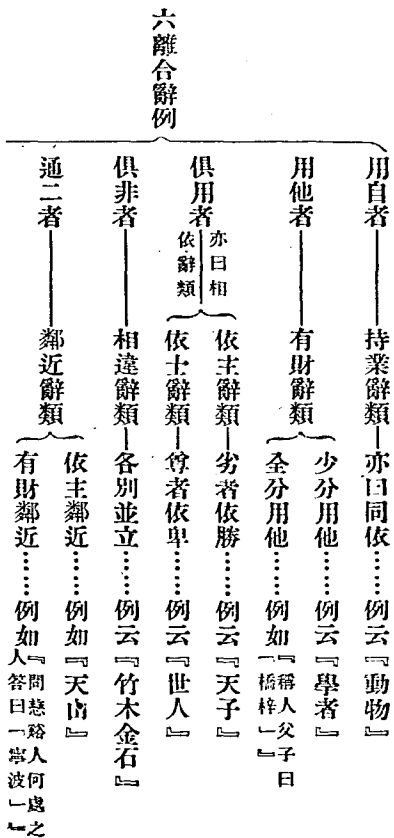 六離合辭例
用自者——持業辭類—亦曰同依……例云『動物』
用他者——有財辭類
少分用他……例云『學者』
全分用他……例如『稱人父子曰
「橋梓」』
俱用者
亦曰相
依辭類
依主辭類—劣者依勝……例云『天子』
依士辭類—尊者依卑……例云『世人』
俱非者——相違辭類—各別並立……例云『竹木金石』
通二者——鄰近辭類
依主鄰近……例如『天』
有財鄰近……例如『問慈谿人何處之
人答曰「寧波」』